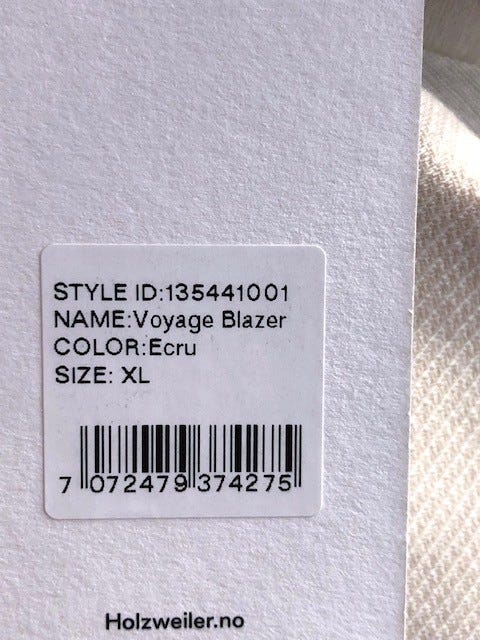 STYLE ID:135441001
NAME:Voyage Blazer
COLOR:Ecru
SIZE: XL
7 072479 374275
Holzweiler.no